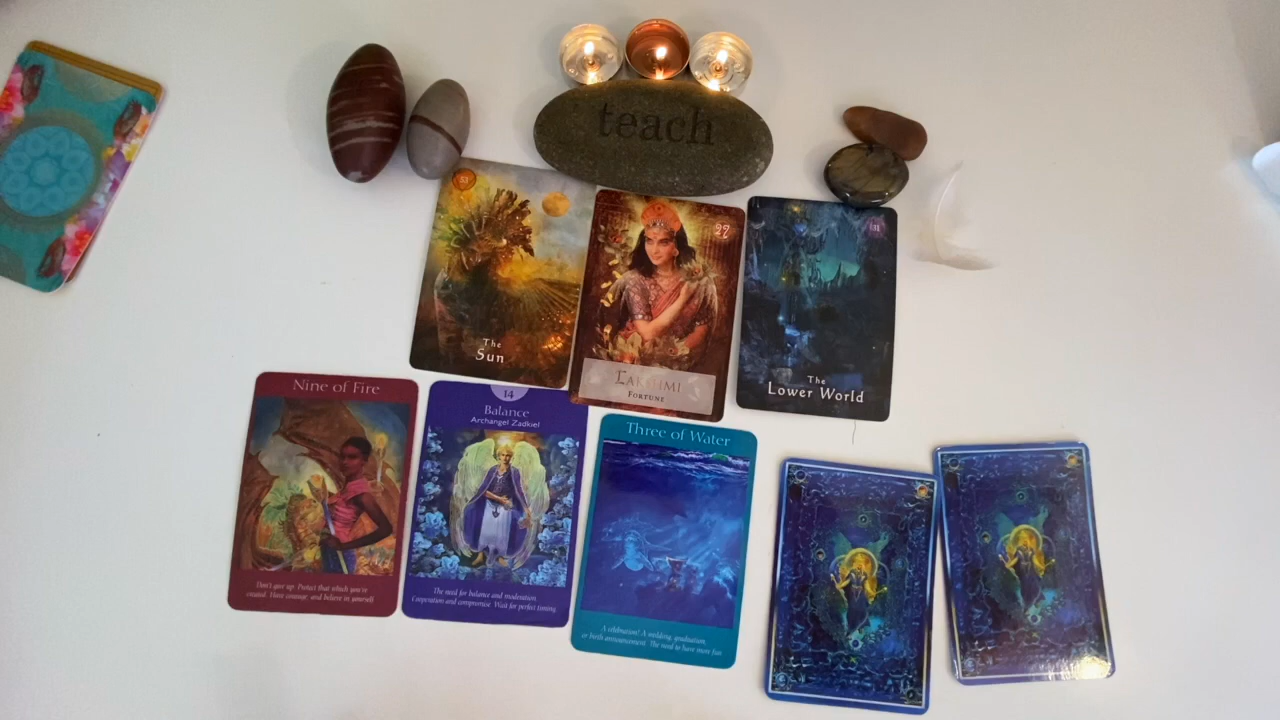 teach
53
The
Sun
27
LAKSHMI
FORTUNE
31
The
Lower World
Nine of Fire
Don't give up. Protect that which you've
created. Have courage and believe in yourself
14
Balance
Archangel Zadkiel
The need for balance and moderation.
Cooperation and compromise. Wait for perfect timing
Three of Water
A celebration! A wedding, graduation,
or birth announcement. The need to have more fun